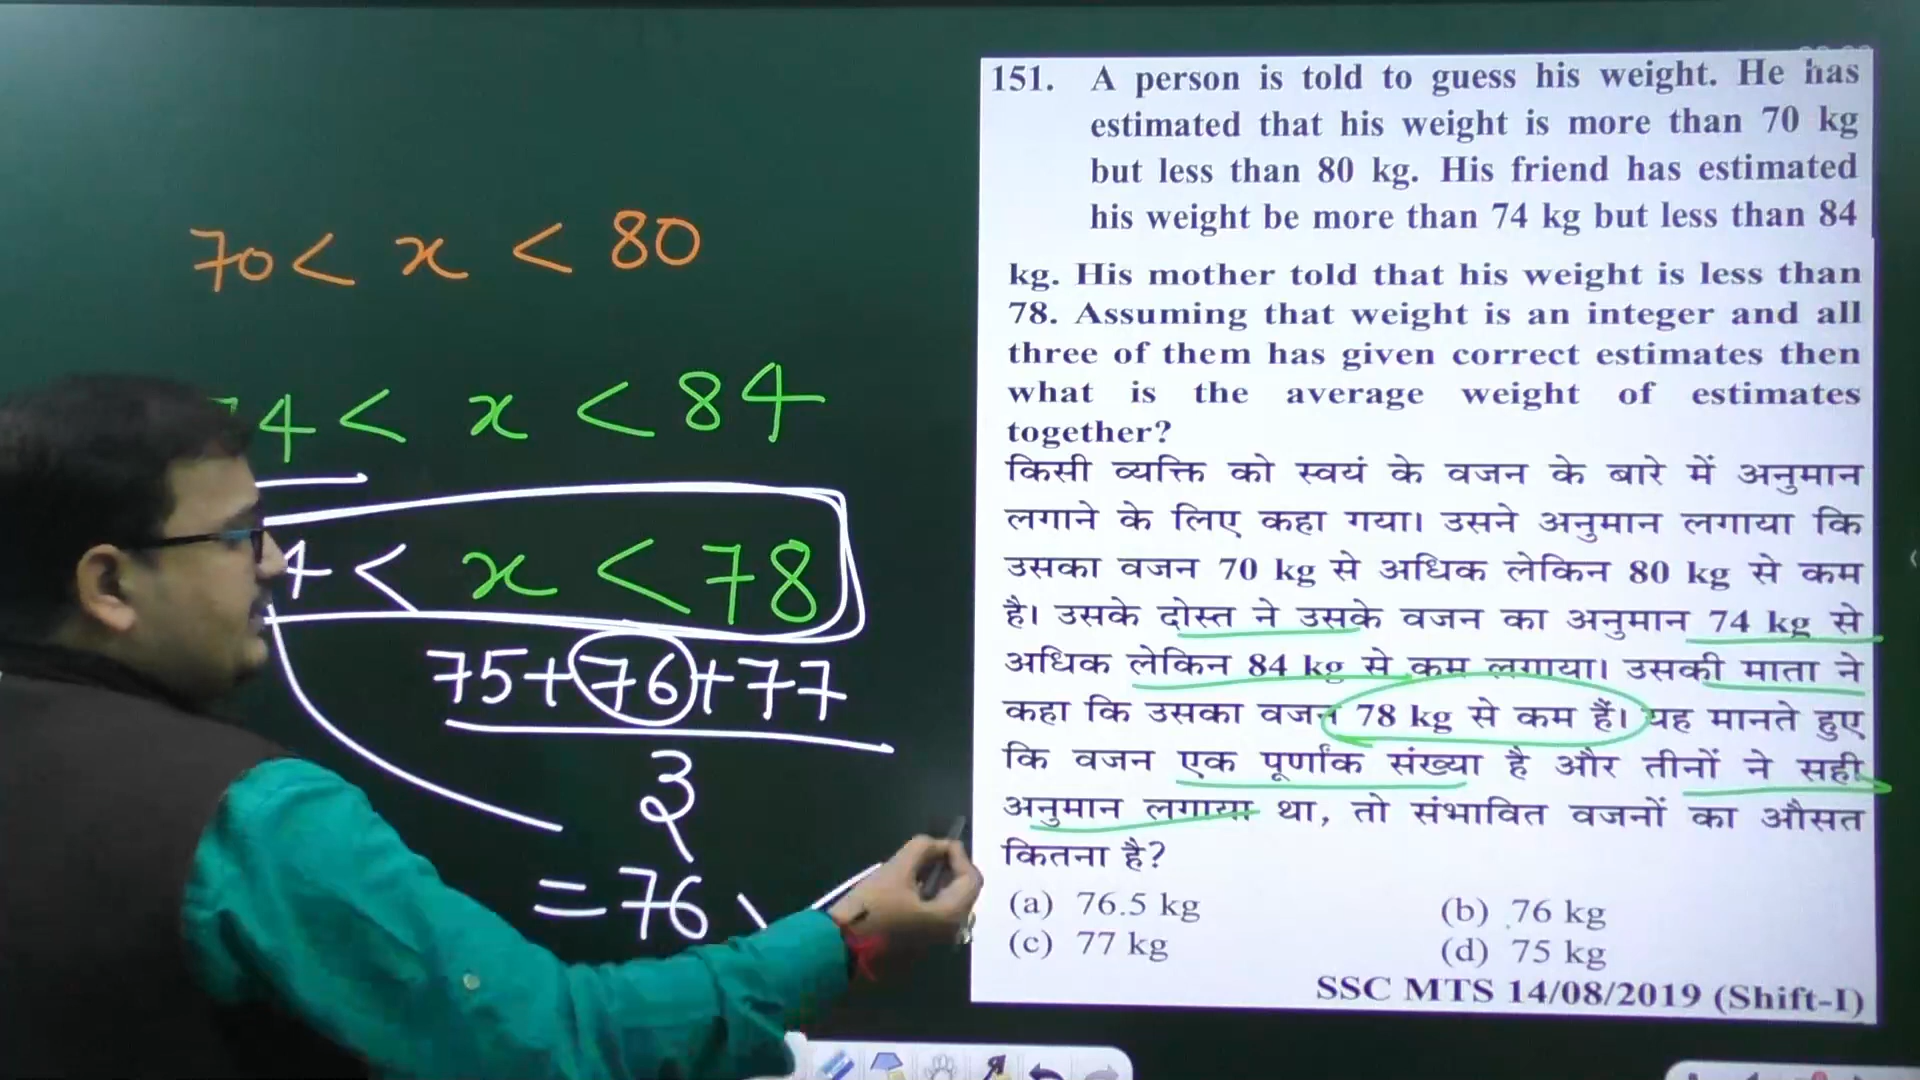 70 < x < 80
4 < x < 84
< x < 78
75+76+77
3
= 76
151. A person is told to guess his weight. He has
estimated that his weight is more than 70 kg
but less than 80 kg. His friend has estimated
his weight be more than 74 kg but less than 84
kg. His mother told that his weight is less than
78. Assuming that weight is an integer and all
three of them has given correct estimates then
what is the average weight of estimates
together?
किसी व्यक्ति को स्वयं के वजन के बारे में अनुमान
लगाने के लिए कहा गया। उसने अनुमान लगाया कि
उसका वजन 70 kg से अधिक लेकिन 80 kg से कम
है। उसके दोस्त ने उसके वजन का अनुमान 74 kg से
अधिक लेकिन 84 kg से कम लगाया। उसकी माता ने
कहा कि उसका वजन 78 kg से कम हैं। यह मानते हुए
कि वजन एक पूर्णांक संख्या है और तीनों ने सही
अनुमान लगाया था, तो संभावित वजनों का औसत
कितना है?
(a) 76.5 kg (b) 76 kg
(c) 77 kg (d) 75 kg
SSC MTS 14/08/2019 (Shift-I)